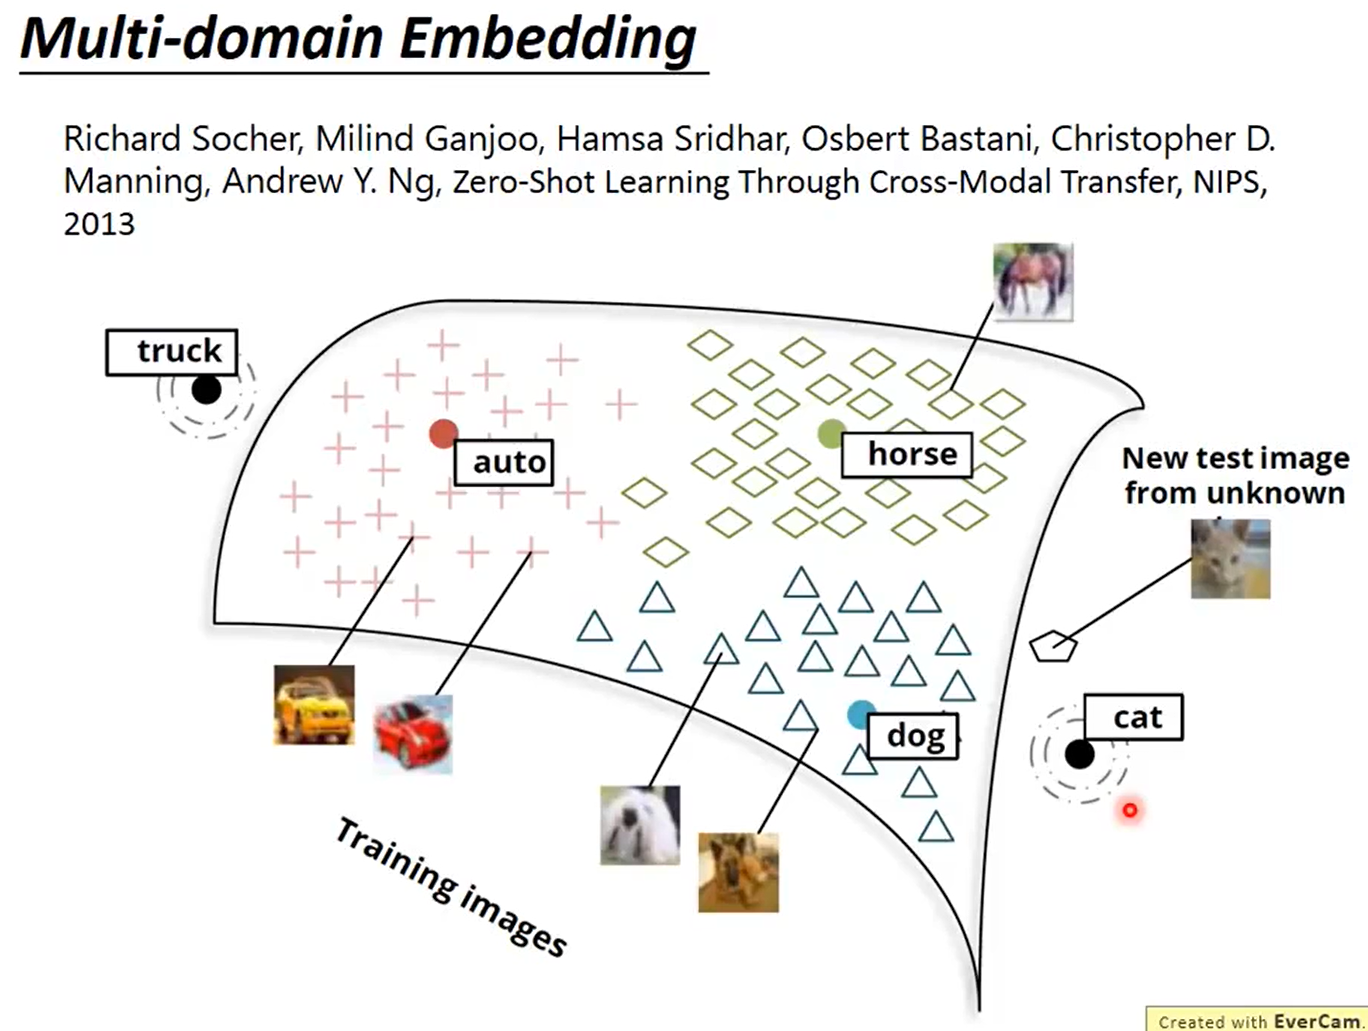 Multi-domain Embedding
Richard Socher, Milind Ganjoo, Hamsa Sridhar, Osbert Bastani, Christopher D.
Manning, Andrew Y. Ng, Zero-Shot Learning Through Cross-Modal Transfer, NIPS,
2013
truck
auto
horse
New test image
from unknown
cat
dog
Training images
Created with EverCam.